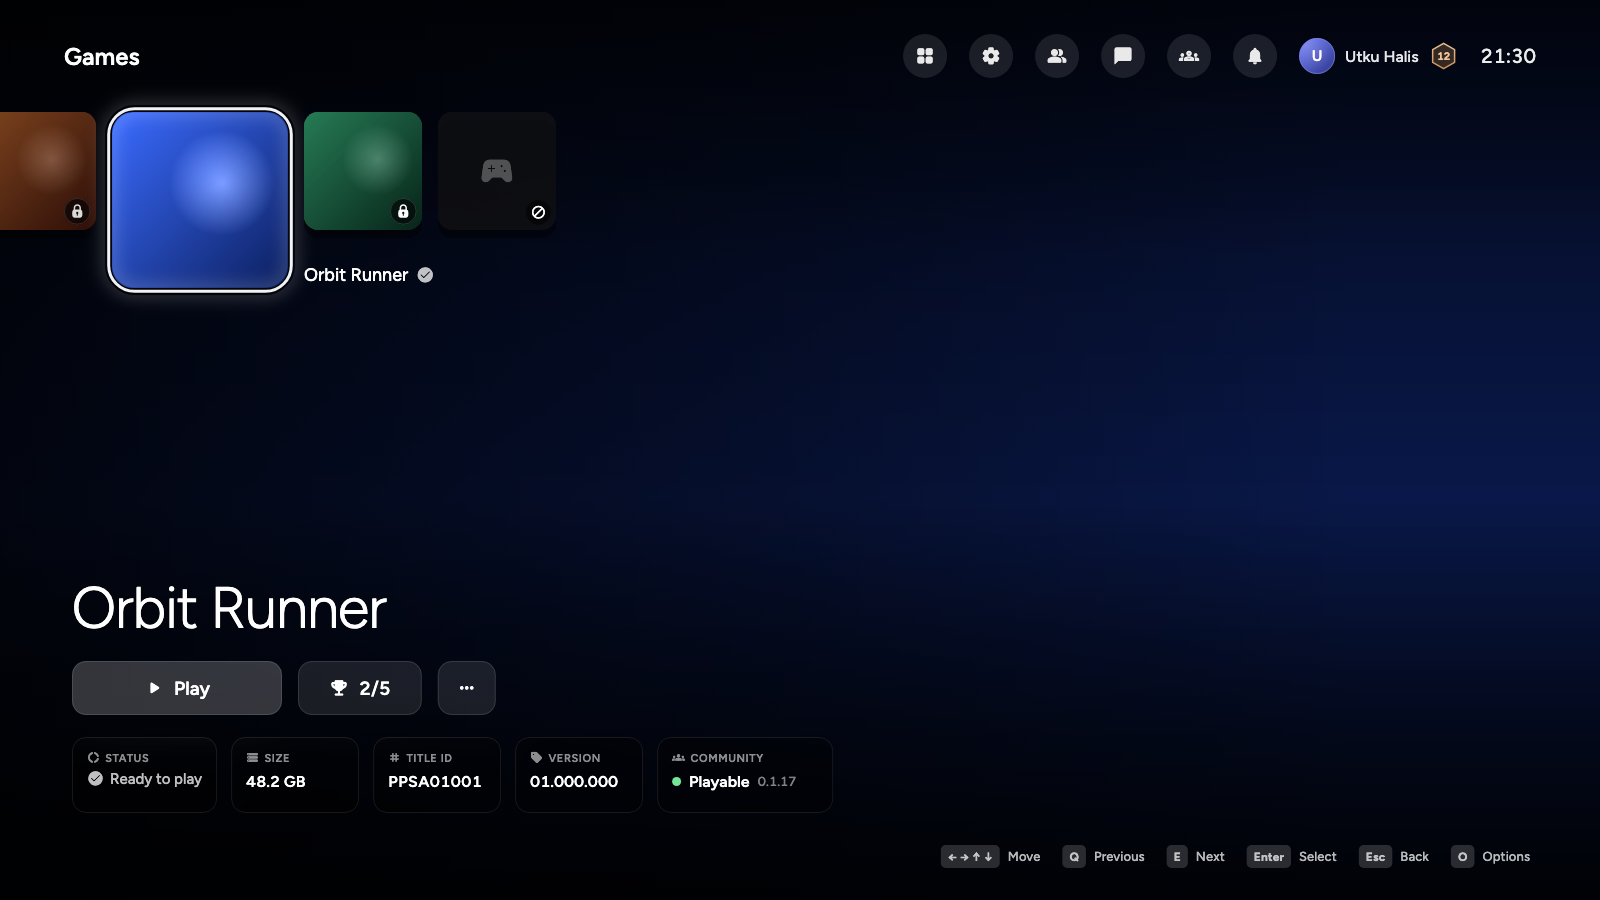 Games
U Utku Halis 12 21:30
Orbit Runner
Orbit Runner
Play
2/5
STATUS
Ready to play
SIZE
48.2 GB
TITLE ID
PPSA01001
VERSION
01.000.000
COMMUNITY
Playable 0.1.17
←→↑↓ Move Q Previous E Next Enter Select Esc Back O Options